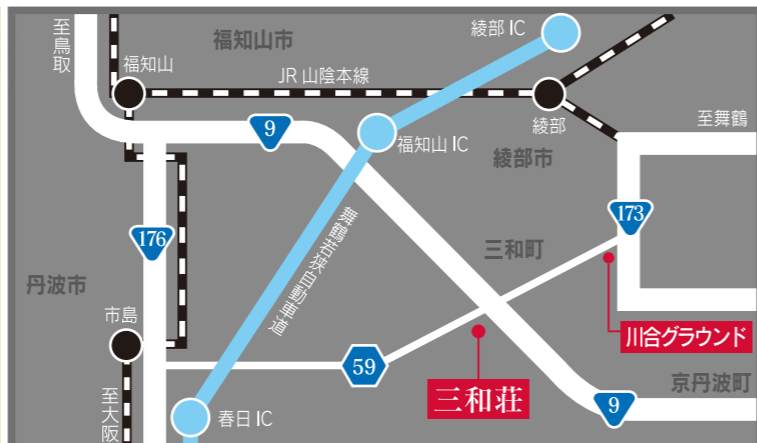 至鳥取
福知山市
綾部 IC
福知山
JR 山陰本線
綾部
至舞鶴
9
福知山 IC
綾部市
176
舞鶴若狭自動車道
173
三和町
丹波市
市島
川合グラウンド
59
三和荘
京丹波町
至大阪
春日 IC
9